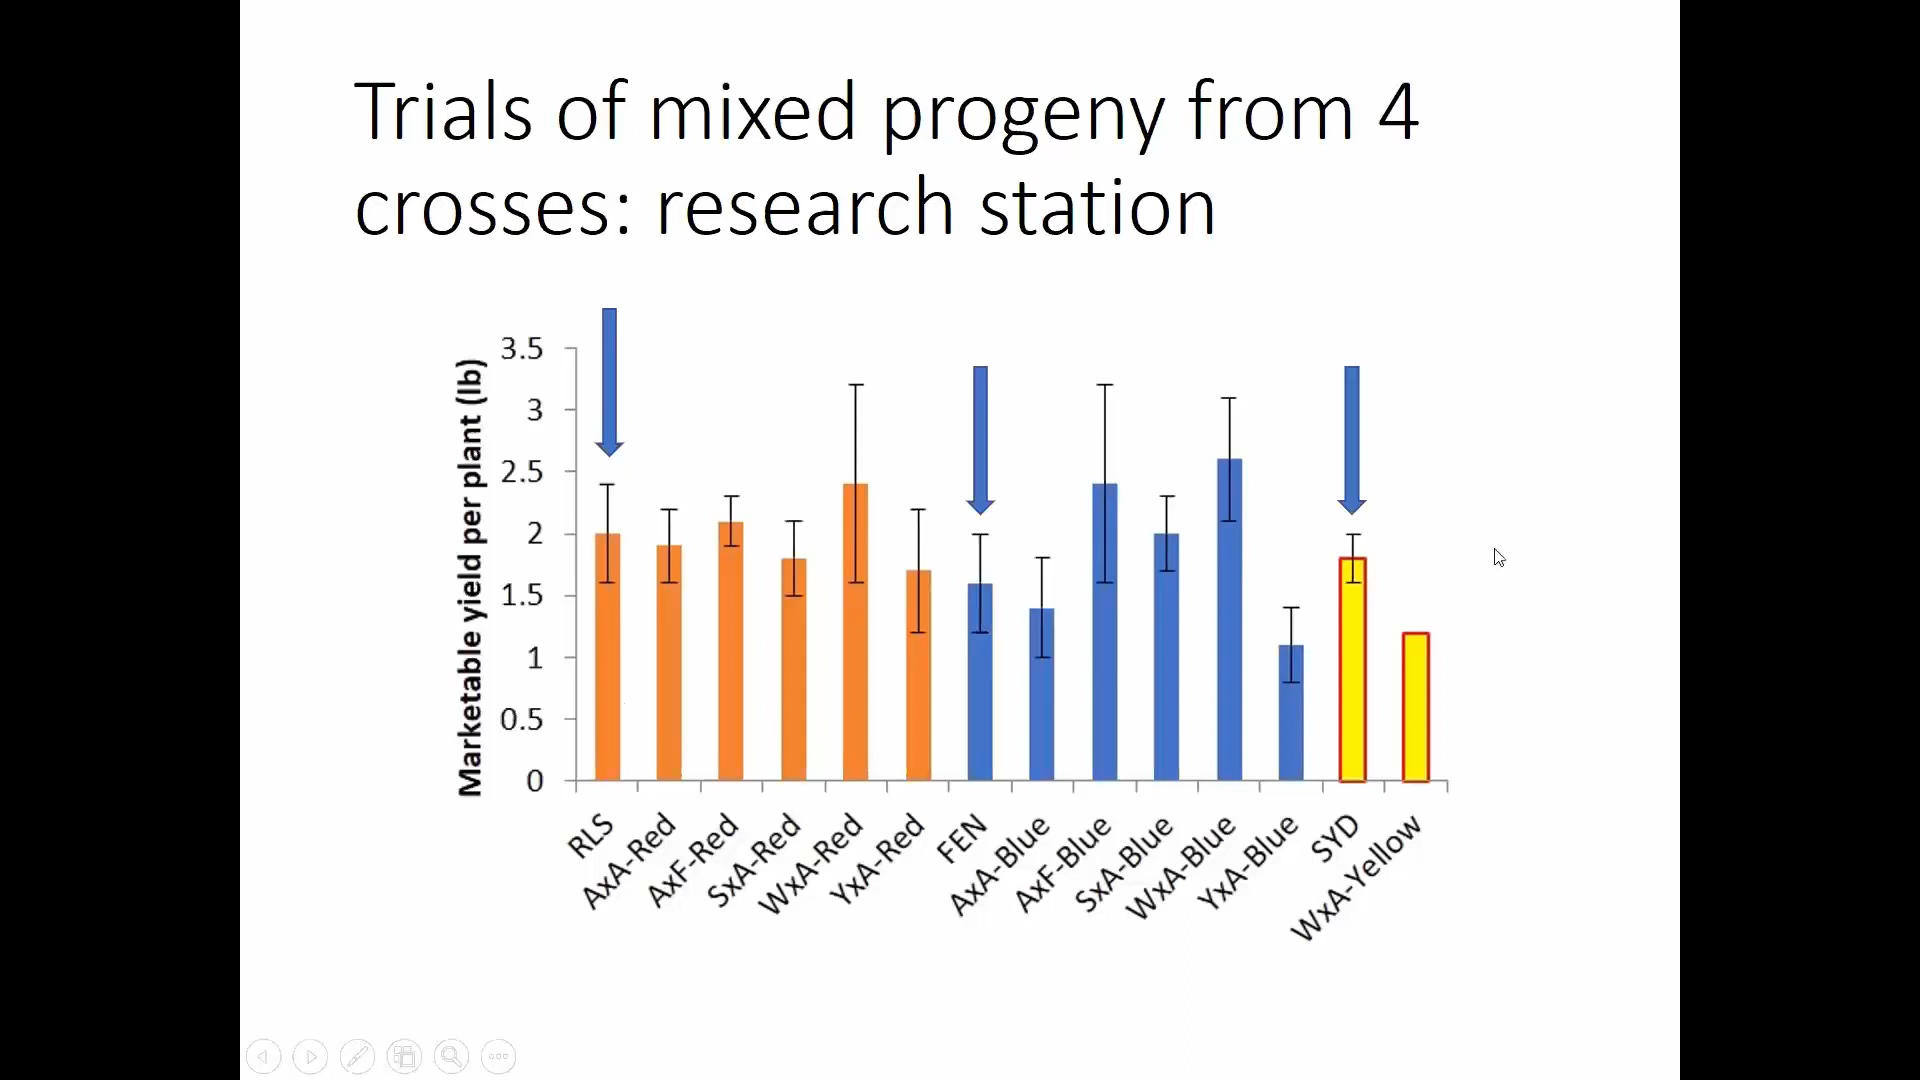 Trials of mixed progeny from 4
crosses: research station
Marketable yield per plant (lb)
3.5
3
2.5
2
1.5
1
0.5
0
RLS
AxA-Red
AxF-Red
SxA-Red
WxA-Red
YxA-Red
FEN
AxA-Blue
AxF-Blue
SxA-Blue
WxA-Blue
YxA-Blue
SYD
WxA-Yellow